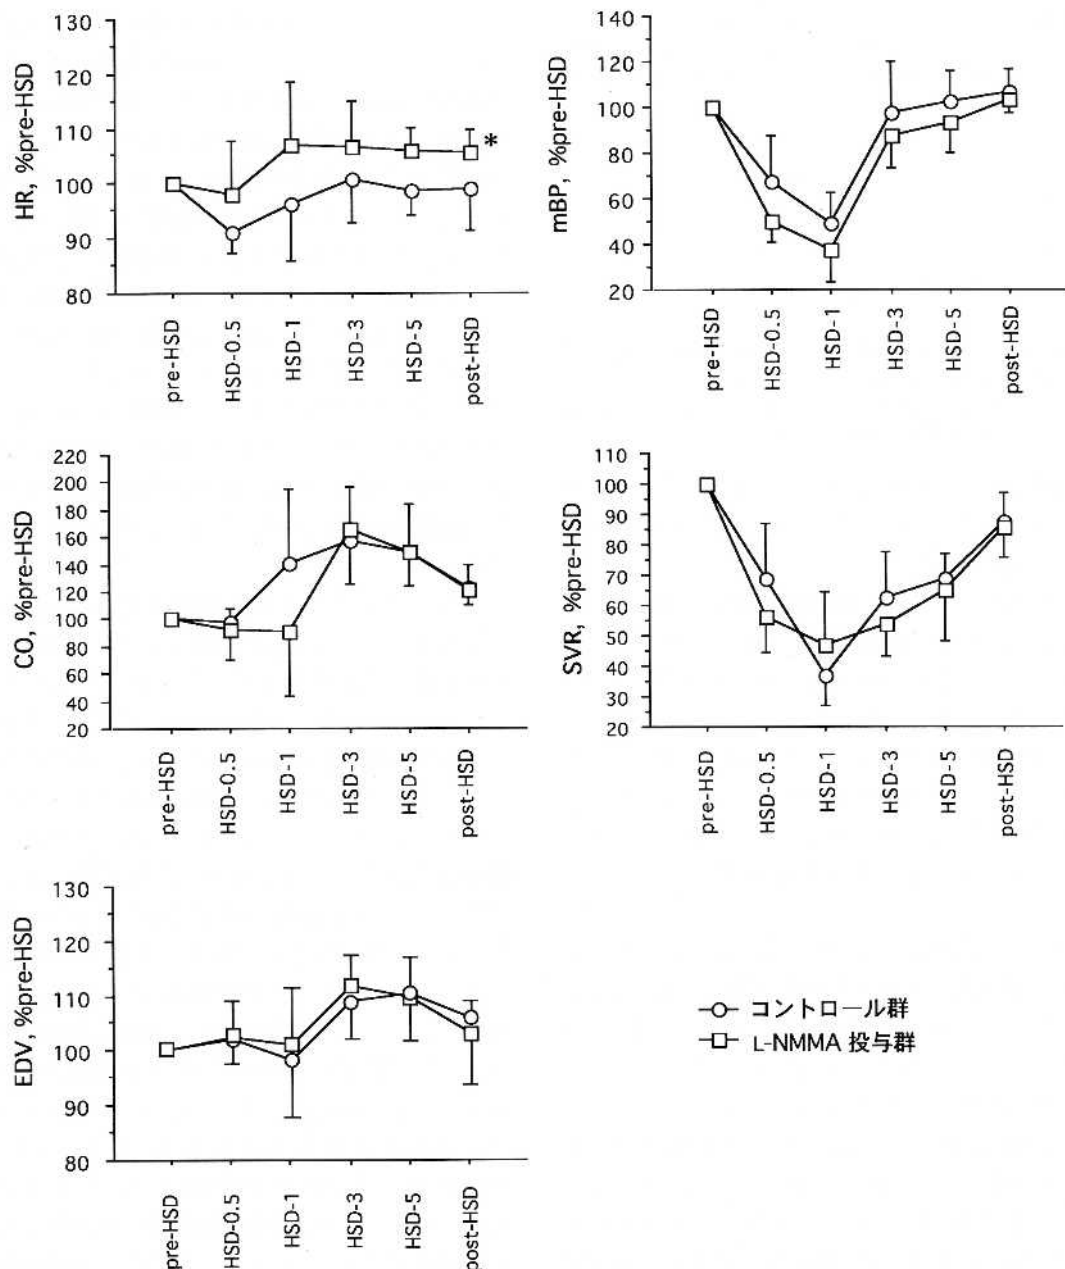 HR, %pre-HSD
130
120
110
100
90
80
*
pre-HSD
HSD-0.5
HSD-1
HSD-3
HSD-5
post-HSD
mBP, %pre-HSD
140
120
100
80
60
40
20
pre-HSD
HSD-0.5
HSD-1
HSD-3
HSD-5
post-HSD
CO, %pre-HSD
220
200
180
160
140
120
100
80
60
40
20
pre-HSD
HSD-0.5
HSD-1
HSD-3
HSD-5
post-HSD
SVR, %pre-HSD
110
100
90
80
70
60
50
40
30
20
pre-HSD
HSD-0.5
HSD-1
HSD-3
HSD-5
post-HSD
EDV, %pre-HSD
130
120
110
100
90
80
pre-HSD
HSD-0.5
HSD-1
HSD-3
HSD-5
post-HSD
コントロール群
L-NMMA 投与群